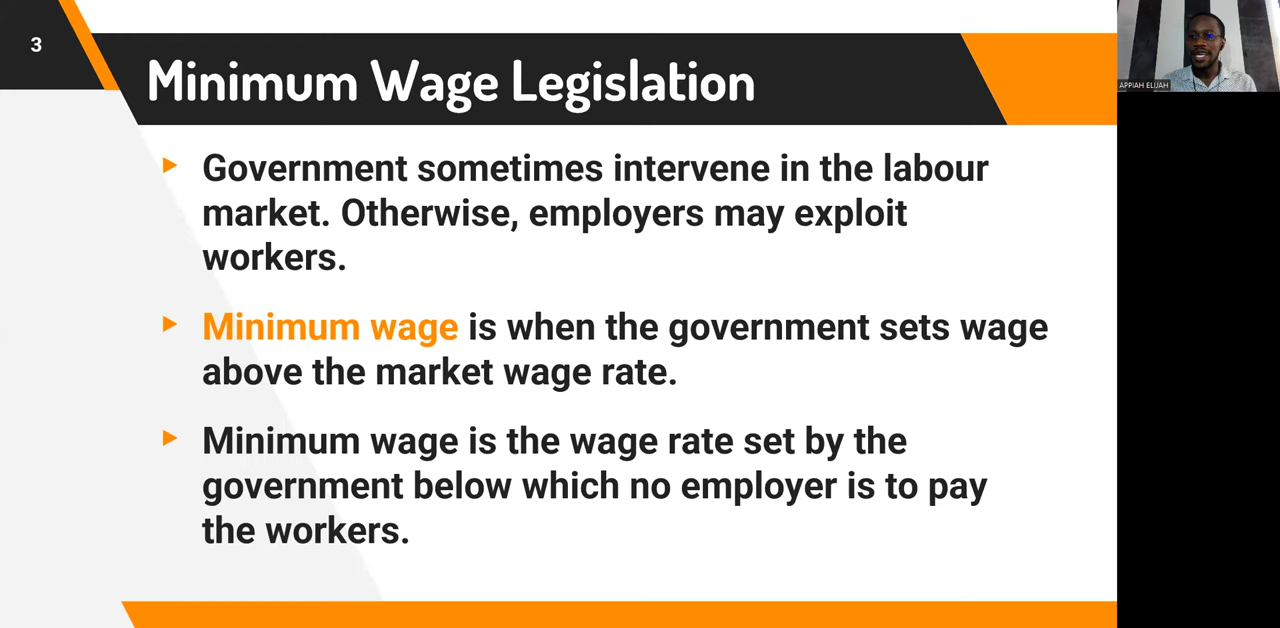 3
Minimum Wage Legislation
Government sometimes intervene in the labour
market. Otherwise, employers may exploit
workers.
Minimum wage is when the government sets wage
above the market wage rate.
Minimum wage is the wage rate set by the
government below which no employer is to pay
the workers.
APPIAH ELIJAH